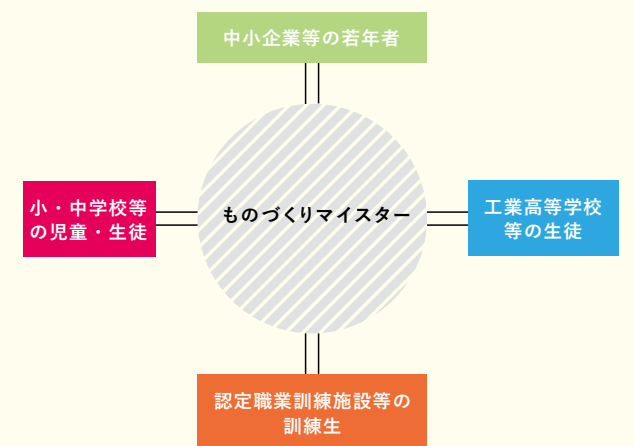 中小企業等の若年者
小・中学校等
の児童・生徒
ものづくりマイスター
工業高等学校
等の生徒
認定職業訓練施設等の
訓練生